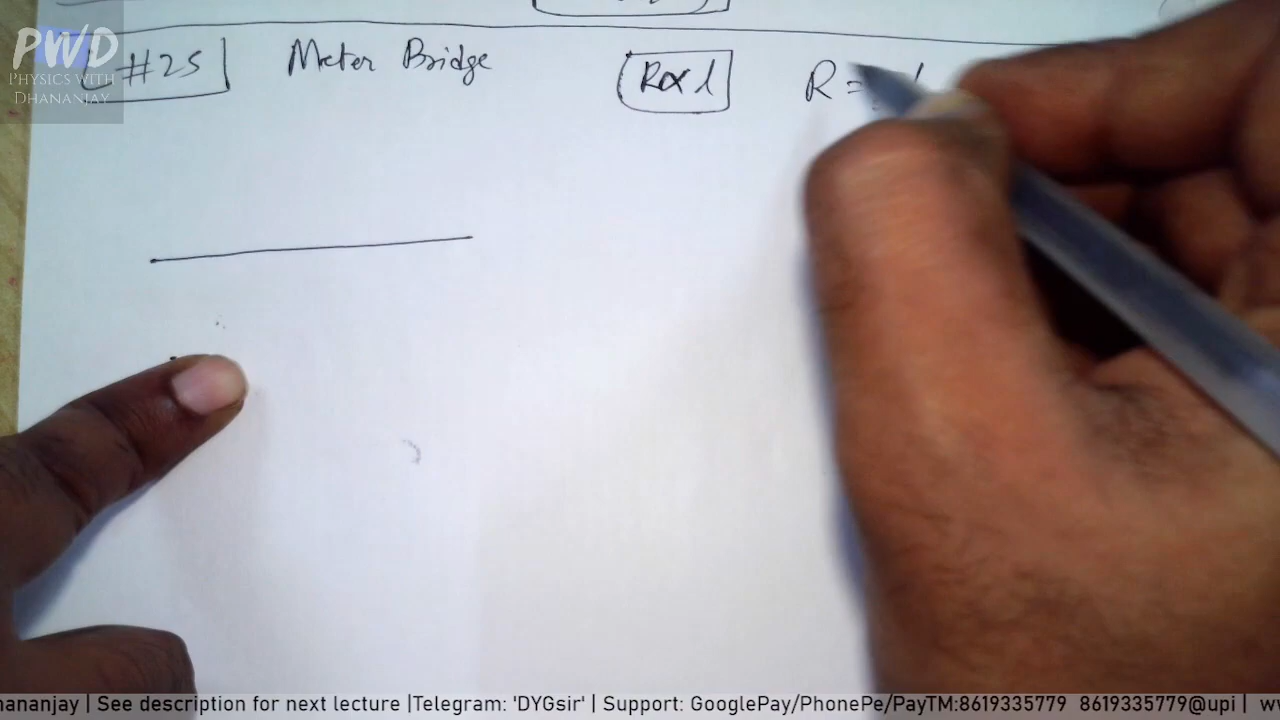 PWD
PHYSICS WITH
DHANANJAY
L #25 Meter Bridge R∝l R =
hananjay | See description for next lecture |Telegram: 'DYGsir' | Support: GooglePay/PhonePe/PayTM:8619335779 8619335779@upi | w